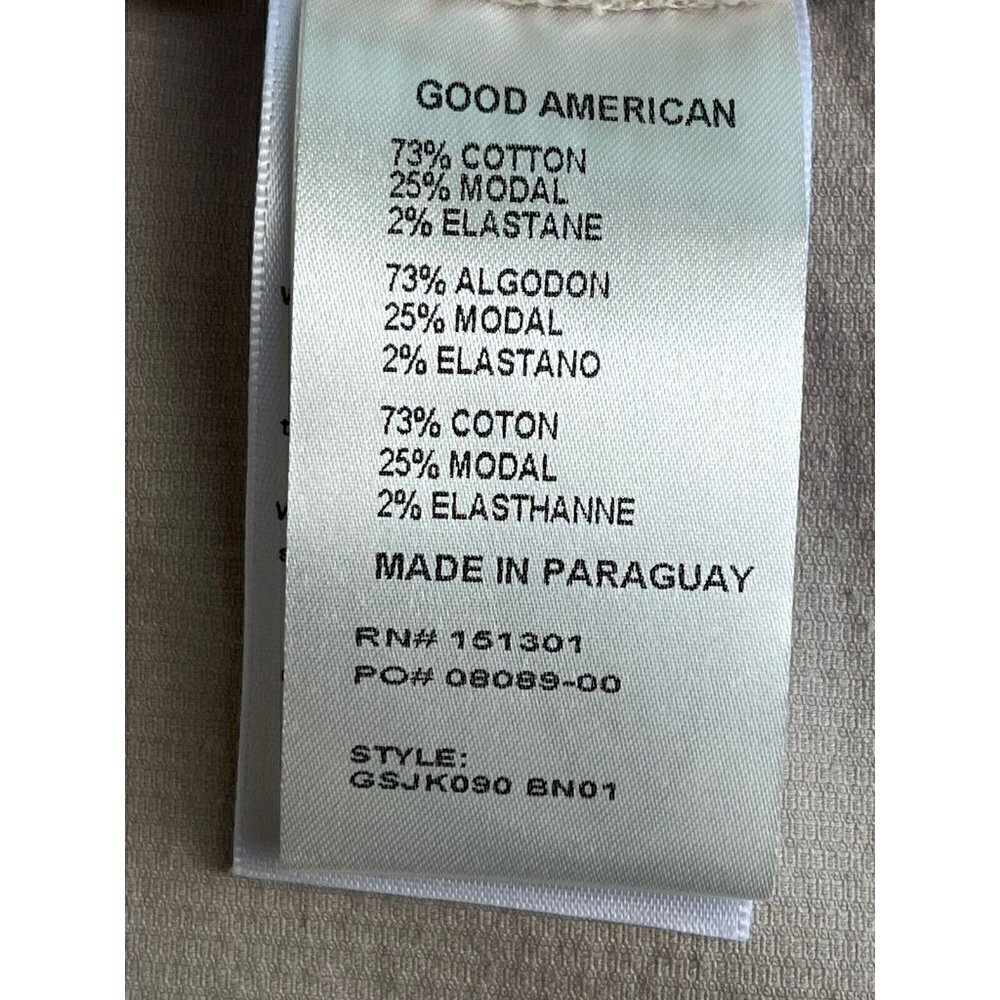 GOOD AMERICAN
73% COTTON
25% MODAL
2% ELASTANE
73% ALGODON
25% MODAL
2% ELASTANO
73% COTON
25% MODAL
2% ELASTHANNE
MADE IN PARAGUAY
RN# 151301
PO# 08089-00
STYLE:
GSJK090 BN01